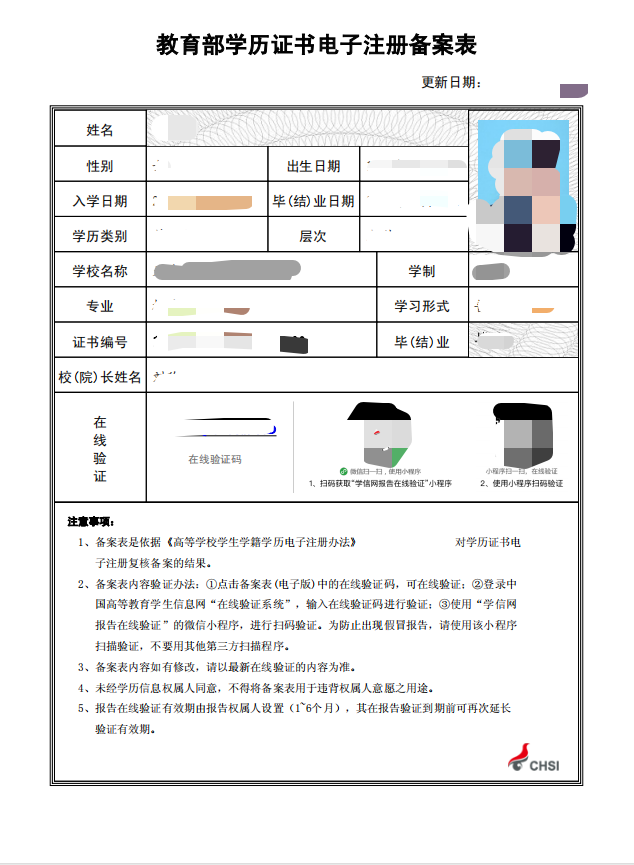 教育部学历证书电子注册备案表
更新日期：
姓名
性别 出生日期
入学日期 毕(结)业日期
学历类别 层次
学校名称 学制
专业 学习形式
证书编号 毕(结)业
校(院)长姓名
在线验证
在线验证码
微信扫一扫，使用小程序
1、扫码获取“学信网报告在线验证”小程序
小程序扫一扫，在线验证
2、使用小程序扫码验证
注意事项：
1、备案表是依据《高等学校学生学籍学历电子注册办法》 对学历证书电
子注册复核备案的结果。
2、备案表内容验证办法：①点击备案表(电子版)中的在线验证码，可在线验证；②登录中
国高等教育学生信息网“在线验证系统”，输入在线验证码进行验证；③使用“学信网
报告在线验证”的微信小程序，进行扫码验证。为防止出现假冒报告，请使用该小程序
扫描验证，不要用其他第三方扫描程序。
3、备案表内容如有修改，请以最新在线验证的内容为准。
4、未经学历信息权属人同意，不得将备案表用于违背权属人意愿之用途。
5、报告在线验证有效期由报告权属人设置（1~6个月），其在报告验证到期前可再次延长
验证有效期。
CHSI